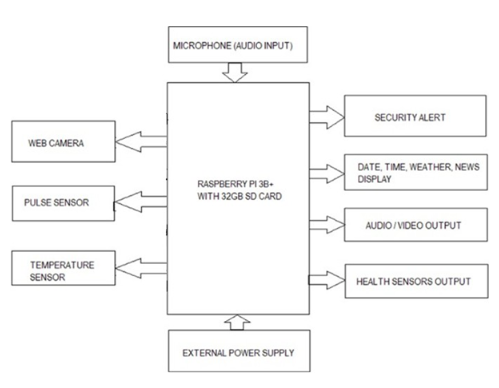 MICROPHONE (AUDIO INPUT)
WEB CAMERA
PULSE SENSOR
TEMPERATURE
SENSOR
RASPBERRY PI 3B+
WITH 32GB SD CARD
SECURITY ALERT
DATE, TIME, WEATHER, NEWS
DISPLAY
AUDIO / VIDEO OUTPUT
HEALTH SENSORS OUTPUT
EXTERNAL POWER SUPPLY